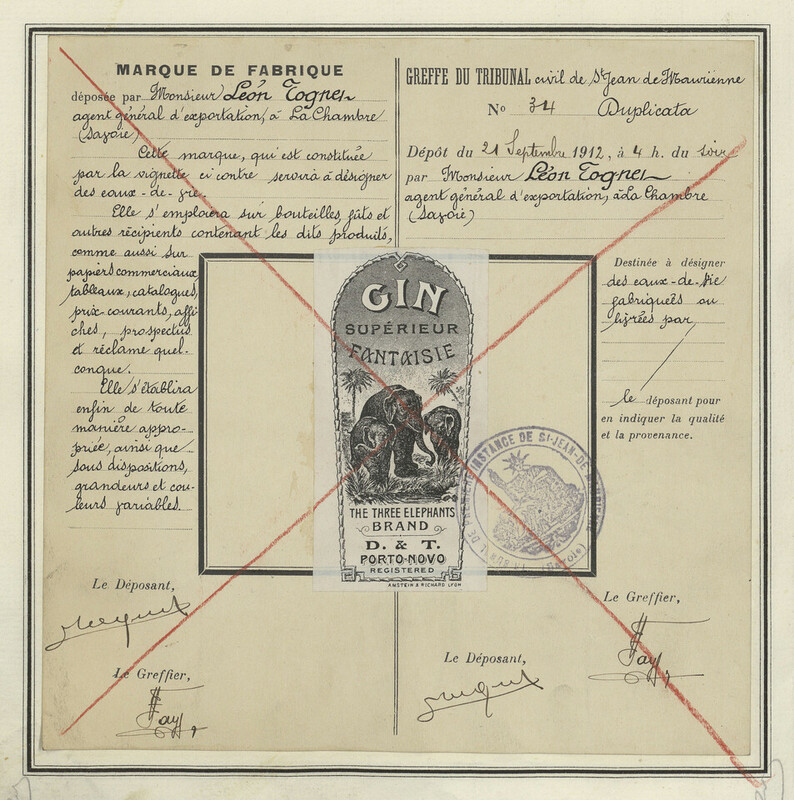 MARQUE DE FABRIQUE
déposée par Monsieur Léon Tognet
agent général d'exportation, à La Chambre
(Savoie)
Cette marque, qui est constituée
par la vignette ci contre servira à désigner
des eaux-de-vie.
Elle s'emploiera sur bouteilles, fûts et
autres récipients contenant les dits produits,
comme aussi sur
papiers commerciaux,
tableaux, catalogues,
prix-courants, affi
ches, prospectus
et réclame quel-
conque.
Elle s'établira
enfin de toute
manière appro-
priée, ainsi que
sous dispositions,
grandeurs et cou-
leurs variables.
Le Déposant,
Le Greffier,
Fay
GREFFE DU TRIBUNAL civil de St Jean de Maurienne
No 34 Duplicata
Dépôt du 21 Septembre 1912, à 4 h. du soir
par Monsieur Léon Tognet
agent général d'exportation, à La Chambre
(Savoie)
Destinée à désigner
des eaux-de-vie
fabriquées ou
livrées par
le déposant pour
en indiquer la qualité
et la provenance.
GIN
SUPÉRIEUR
FANTAISIE
THE THREE ELEPHANTS
BRAND
D. & T.
PORTO-NOVO
REGISTERED
AMSTEIN & RICHARD LYON
INSTANCE DE ST-JEAN-DE-MAURIENNE
(Savoie)
Le Greffier,
Fay
Le Déposant,